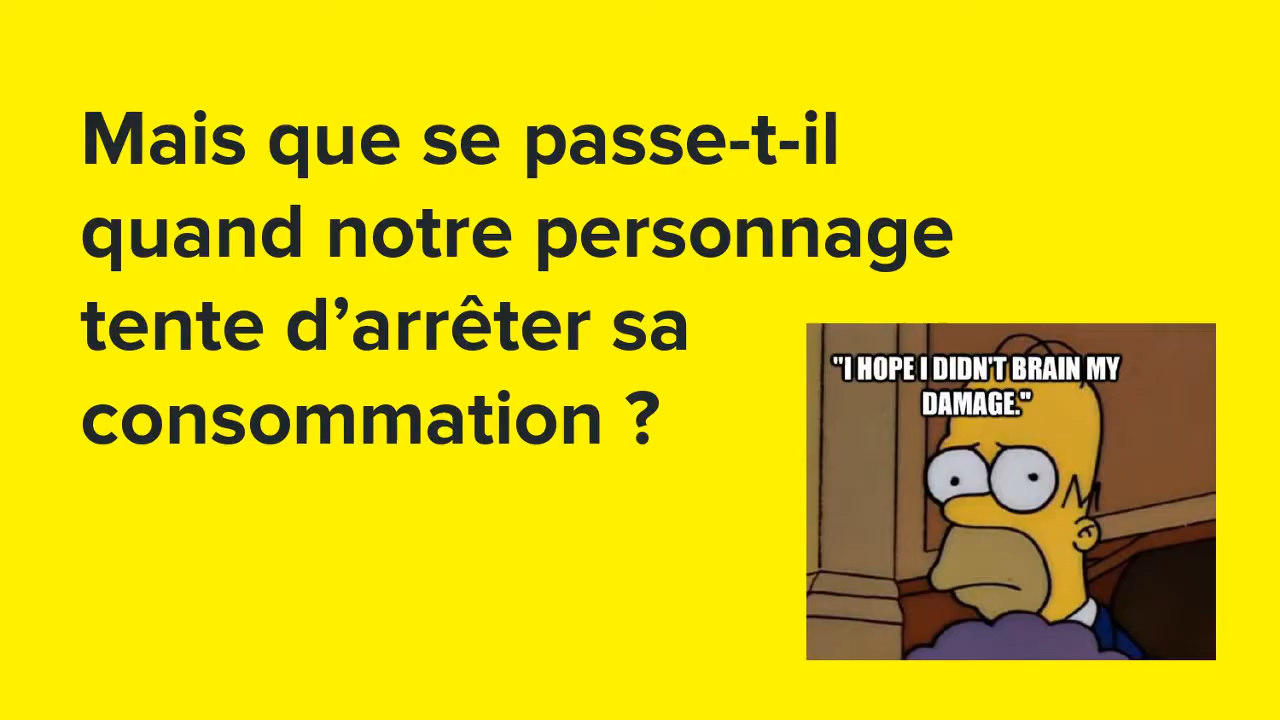 Mais que se passe-t-il
quand notre personnage
tente d’arrêter sa
consommation ?
"I HOPE I DIDN'T BRAIN MY
DAMAGE."